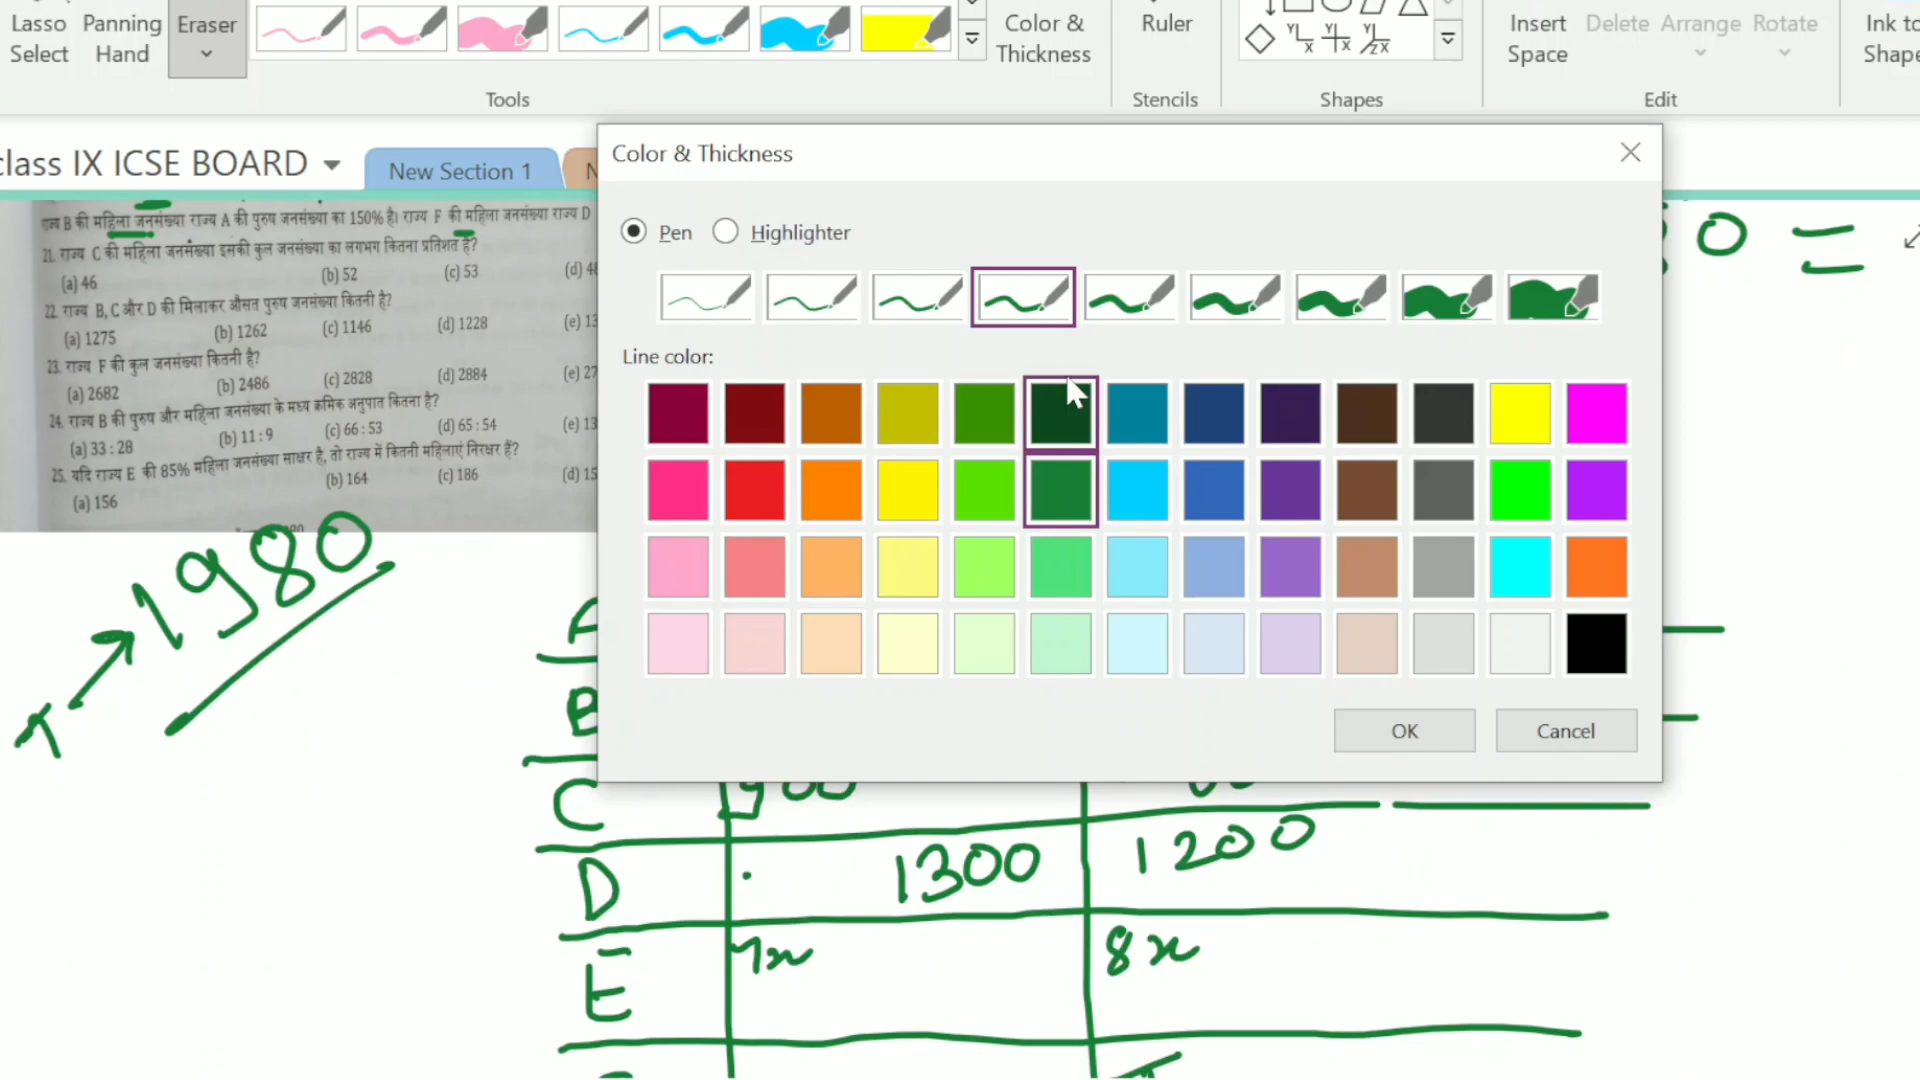 Lasso Select
Panning Hand
Eraser
Color & Thickness
Ruler
Insert Space
Delete
Arrange
Rotate
Ink to
Tools
Stencils
Shapes
Edit
class IX ICSE BOARD
New Section 1
Color & Thickness
Pen
Highlighter
Line color:
OK
Cancel
राज्य B की महिला जनसंख्या राज्य A की पुरुष जनसंख्या का 150% है। राज्य F की महिला जनसंख्या राज्य D
21. राज्य C की महिला जनसंख्या इसकी कुल जनसंख्या का लगभग कितना प्रतिशत है?
(a) 46 (b) 52 (c) 53 (d)
22. राज्य B, C और D की मिलाकर औसत पुरुष जनसंख्या कितनी है?
(a) 1275 (b) 1262 (c) 1146 (d) 1228 (e)
23. राज्य F की कुल जनसंख्या कितनी है?
(a) 2682 (b) 2486 (c) 2828 (d) 2884 (e)
24. राज्य B की पुरुष और महिला जनसंख्या के मध्य क्रमिक अनुपात कितना है?
(a) 33 : 28 (b) 11 : 9 (c) 66 : 53 (d) 65 : 54 (e)
25. यदि राज्य E की 85% महिला जनसंख्या साक्षर है, तो राज्य में कितनी महिलाएं निरक्षर हैं?
(a) 156 (b) 164 (c) 186 (d)
1980
0 =
A
B
C
D 1300 1200
E 7x 8x